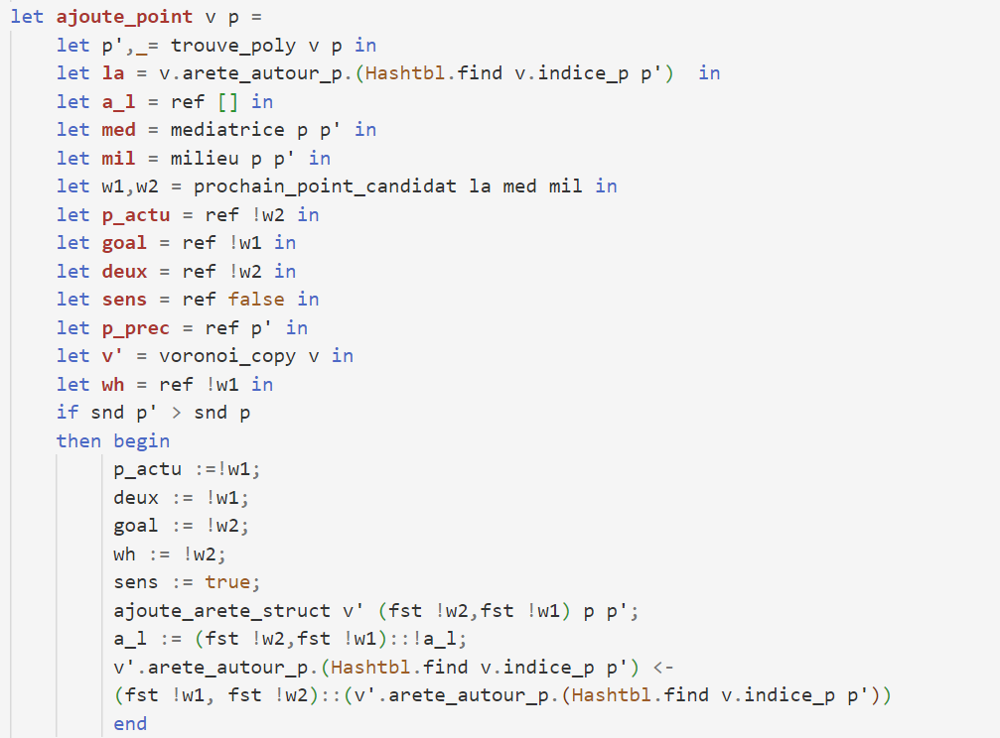 let ajoute_point v p =
    let p',_= trouve_poly v p in
    let la = v.arete_autour_p.(Hashtbl.find v.indice_p p')  in
    let a_l = ref [] in
    let med = mediatrice p p' in
    let mil = milieu p p' in
    let w1,w2 = prochain_point_candidat la med mil in
    let p_actu = ref !w2 in
    let goal = ref !w1 in
    let deux = ref !w2 in
    let sens = ref false in
    let p_prec = ref p' in
    let v' = voronoi_copy v in
    let wh = ref !w1 in
    if snd p' > snd p
    then begin
         p_actu :=!w1;
         deux := !w1;
         goal := !w2;
         wh := !w2;
         sens := true;
         ajoute_arete_struct v' (fst !w2,fst !w1) p p';
         a_l := (fst !w2,fst !w1)::!a_l;
         v'.arete_autour_p.(Hashtbl.find v.indice_p p') <-
         (fst !w1, fst !w2)::(v'.arete_autour_p.(Hashtbl.find v.indice_p p'))
         end